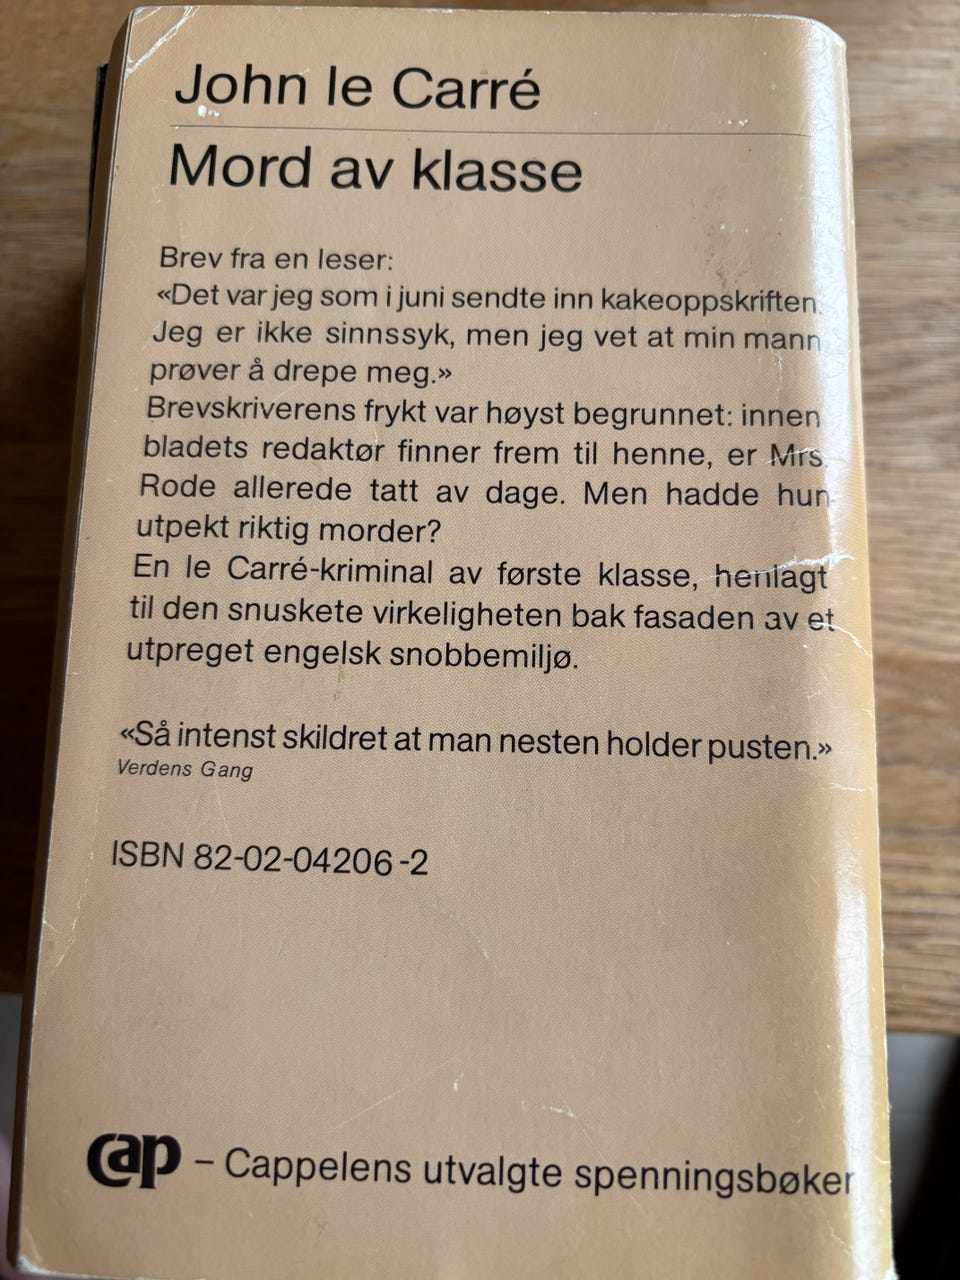 John le Carré
Mord av klasse
Brev fra en leser:
«Det var jeg som i juni sendte inn kakeoppskriften.
Jeg er ikke sinnssyk, men jeg vet at min mann
prøver å drepe meg.»
Brevskriverens frykt var høyst begrunnet: innen
bladets redaktør finner frem til henne, er Mrs.
Rode allerede tatt av dage. Men hadde hun
utpekt riktig morder?
En le Carré-kriminal av første klasse, henlagt
til den snuskete virkeligheten bak fasaden av et
utpreget engelsk snobbemiljø.
«Så intenst skildret at man nesten holder pusten.»
Verdens Gang
ISBN 82-02-04206-2
cap – Cappelens utvalgte spenningsbøker